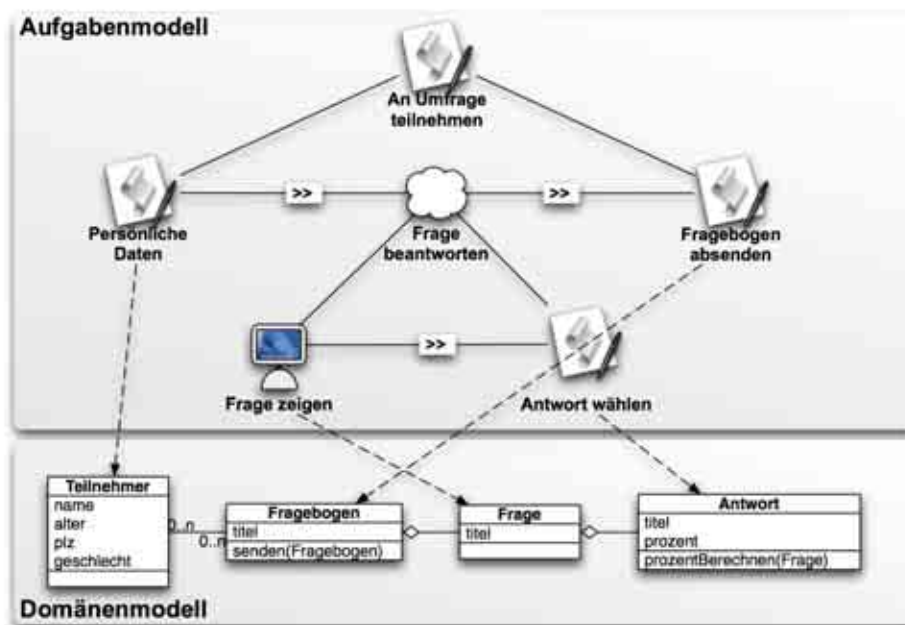 Aufgabenmodell
An Umfrage
teilnehmen
>>
>>
Persönliche
Daten
Frage
beantworten
Fragebogen
absenden
>>
Frage zeigen
Antwort wählen
Teilnehmer
name
alter
plz
geschlecht
0..n
0..n
Fragebogen
titel
senden(Fragebogen)
Frage
titel
Antwort
titel
prozent
prozentBerechnen(Frage)
Domänenmodell